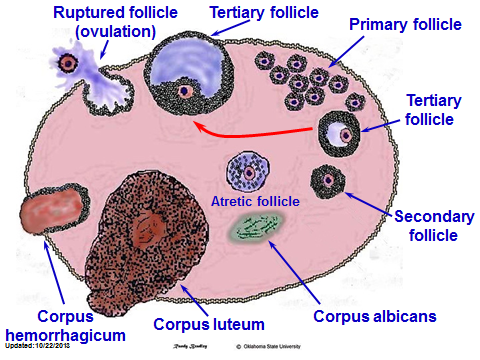 Ruptured follicle
(ovulation)
Tertiary follicle
Primary follicle
Tertiary
follicle
Atretic follicle
Secondary
follicle
Corpus
hemorrhagicum
Corpus luteum
Corpus albicans
Updated: 10/22/2013
© Oklahoma State University